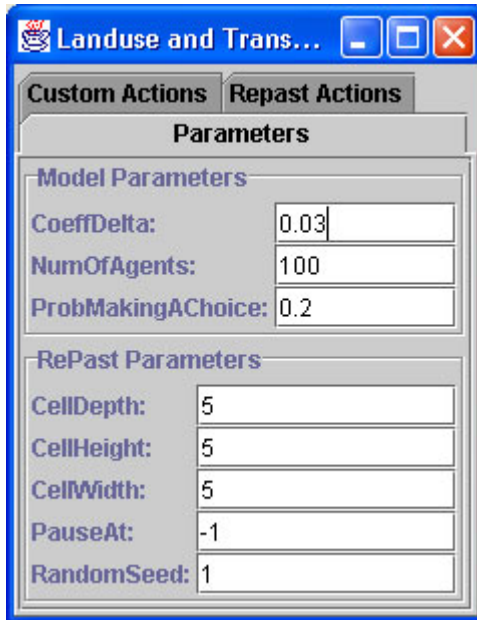 Landuse and Trans...
Custom Actions Repast Actions
Parameters
Model Parameters
CoeffDelta: 0.03
NumOfAgents: 100
ProbMakingAChoice: 0.2
RePast Parameters
CellDepth: 5
CellHeight: 5
CellWidth: 5
PauseAt: -1
RandomSeed: 1